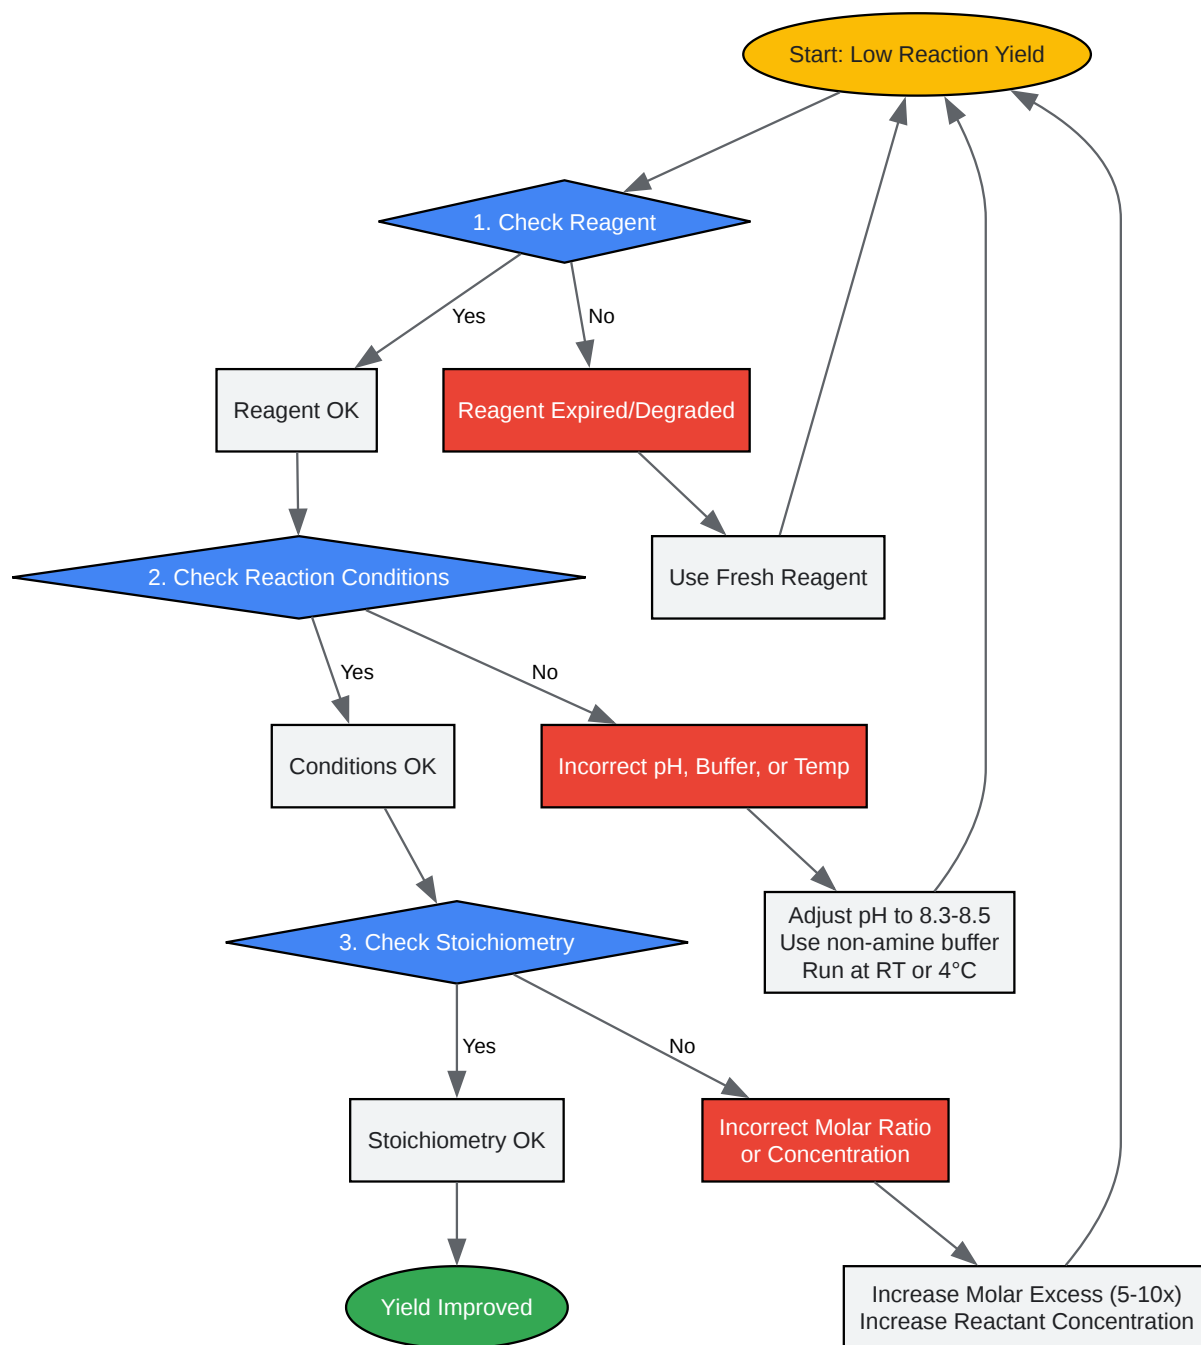 Start: Low Reaction Yield
1. Check Reagent
Yes
No
Reagent OK
Reagent Expired/Degraded
2. Check Reaction Conditions
Use Fresh Reagent
Yes
No
Conditions OK
Incorrect pH, Buffer, or Temp
3. Check Stoichiometry
Adjust pH to 8.3-8.5
Use non-amine buffer
Run at RT or 4°C
Yes
No
Stoichiometry OK
Incorrect Molar Ratio
or Concentration
Yield Improved
Increase Molar Excess (5-10x)
Increase Reactant Concentration